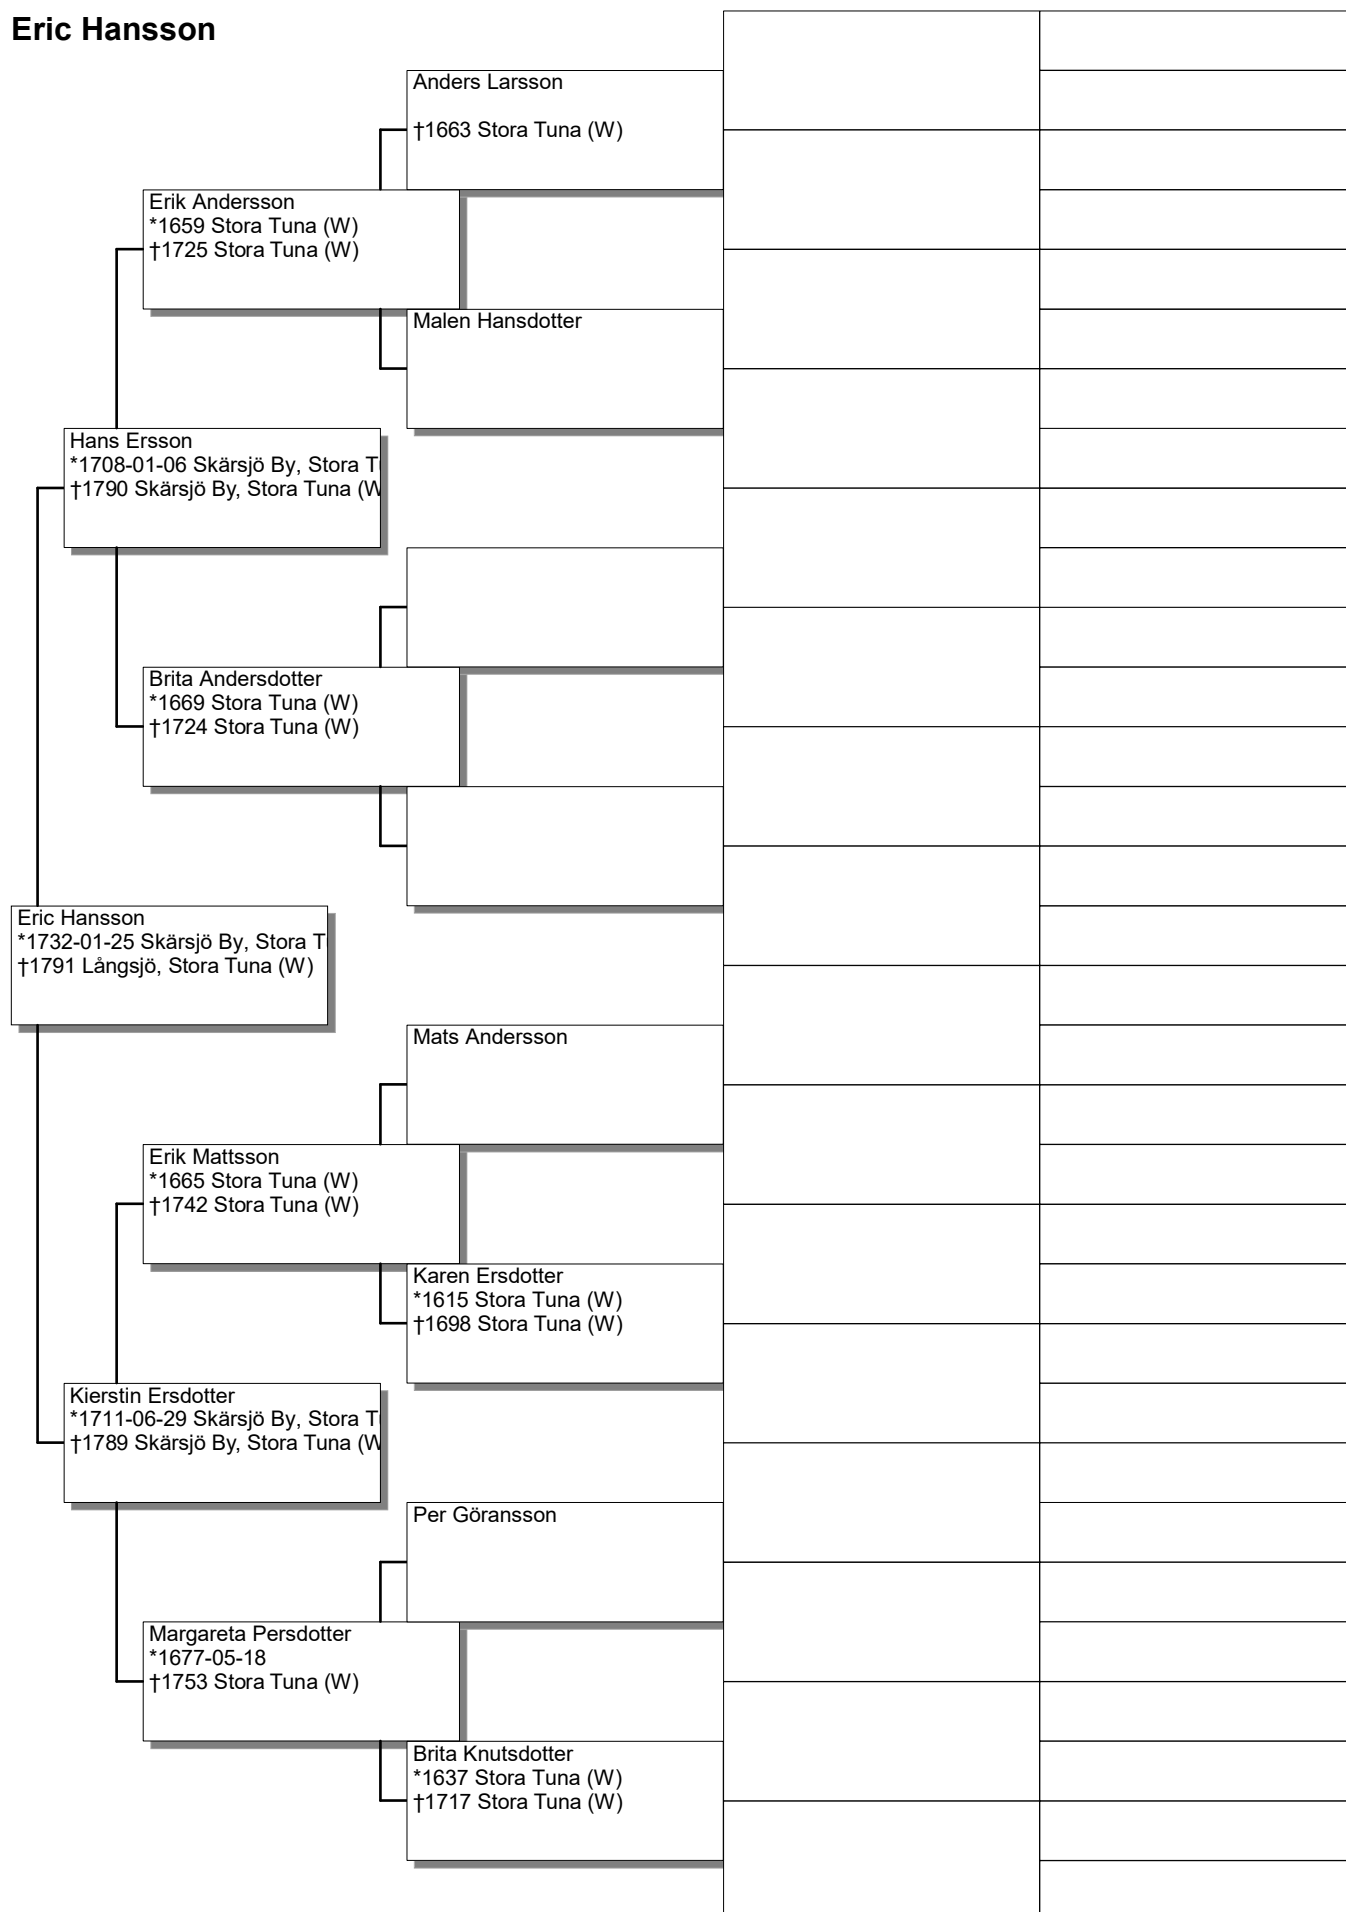 Eric Hansson
Anders Larsson
†1663 Stora Tuna (W)
Erik Andersson
*1659 Stora Tuna (W)
†1725 Stora Tuna (W)
Malen Hansdotter
Hans Ersson
*1708-01-06 Skärsjö By, Stora T
†1790 Skärsjö By, Stora Tuna (W
Brita Andersdotter
*1669 Stora Tuna (W)
†1724 Stora Tuna (W)
Eric Hansson
*1732-01-25 Skärsjö By, Stora T
†1791 Långsjö, Stora Tuna (W)
Mats Andersson
Erik Mattsson
*1665 Stora Tuna (W)
†1742 Stora Tuna (W)
Karen Ersdotter
*1615 Stora Tuna (W)
†1698 Stora Tuna (W)
Kierstin Ersdotter
*1711-06-29 Skärsjö By, Stora T
†1789 Skärsjö By, Stora Tuna (W
Per Göransson
Margareta Persdotter
*1677-05-18
†1753 Stora Tuna (W)
Brita Knutsdotter
*1637 Stora Tuna (W)
†1717 Stora Tuna (W)